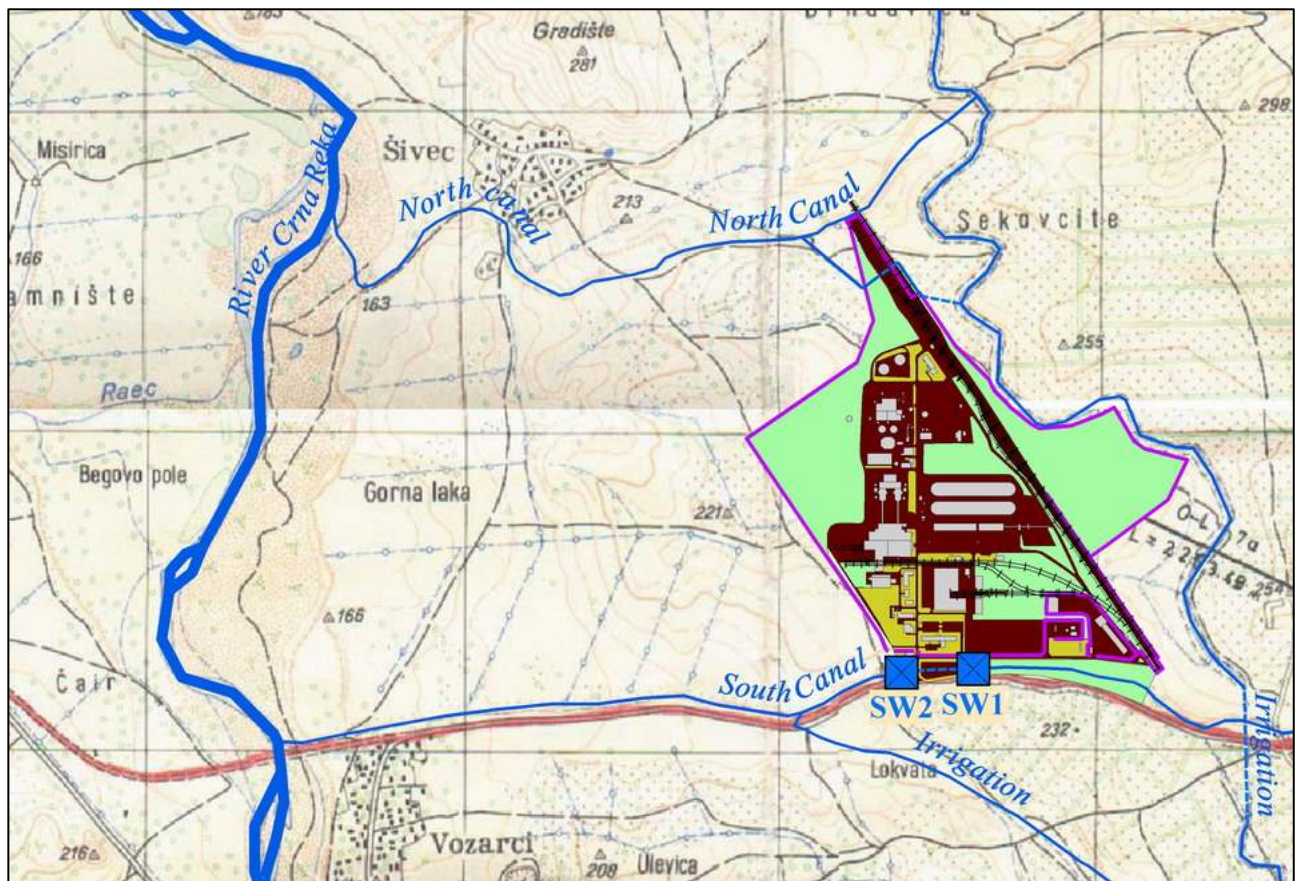 183
Gradište
281
298
Misirica
Šivec
River Crna Reka
North canal
213
North Canal
Sekovcite
166
amnište
163
255
Raec
Begovo pole
Gorna laka
221
O-L
7a
166
South Canal
Čair
SW2 SW1
232
Irrigation
Irrigation
Lokvata
Vozarci
216
208
Ulevica